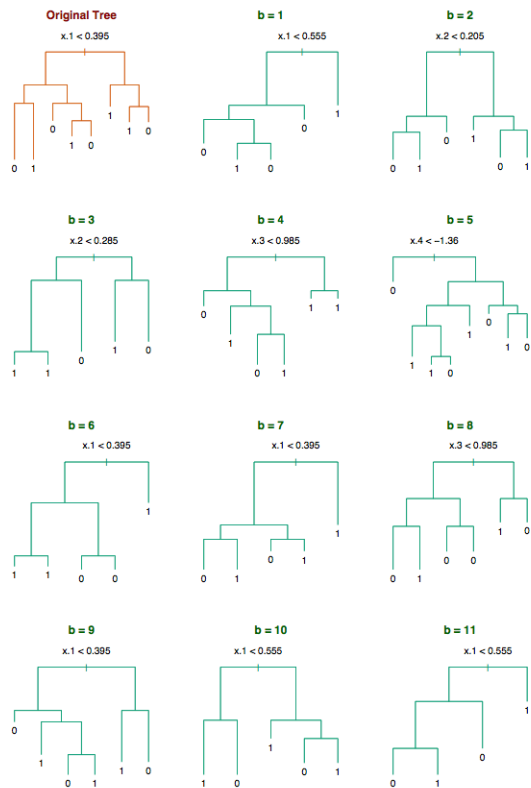 Original Tree
x.1 < 0.395
1
0
1 0
1 0
0 1
b = 1
x.1 < 0.555
1
0
0
1 0
b = 2
x.2 < 0.205
0
1
0
0 1
0 1
b = 3
x.2 < 0.285
1 0
0
1 1
b = 4
x.3 < 0.985
0
1 1
1
0 1
b = 5
x.4 < −1.36
0
0
1
1 0
1
1 0
b = 6
x.1 < 0.395
1
1 1 0 0
b = 7
x.1 < 0.395
1
0 1
0 1
b = 8
x.3 < 0.985
1 0
0 0
0 1
b = 9
x.1 < 0.395
0
1
1 0
0 1
b = 10
x.1 < 0.555
1
0
1 0 1
b = 11
x.1 < 0.555
1
0
0 1